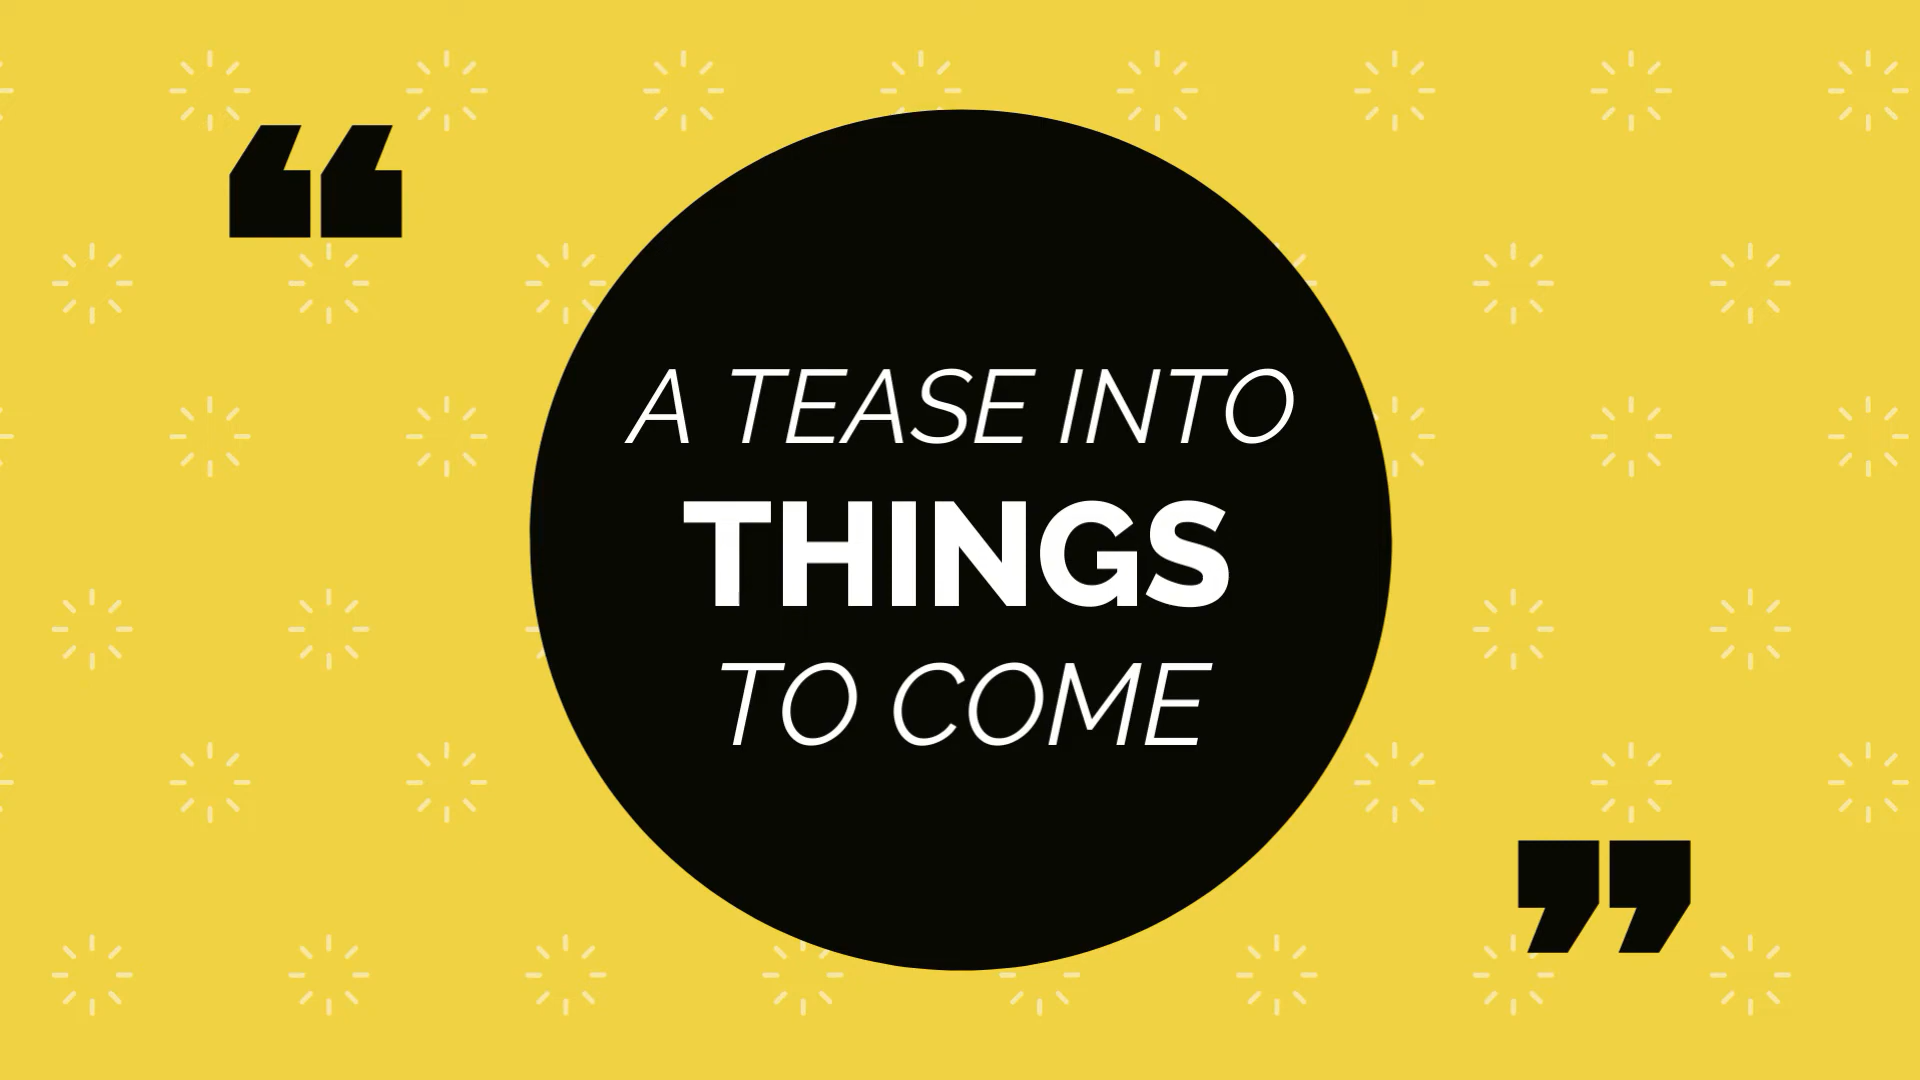 “
A TEASE INTO
THINGS
TO COME
”